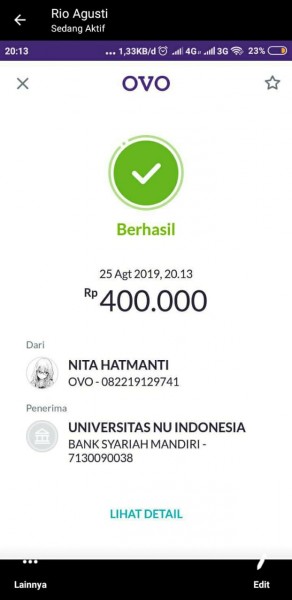 Rio Agusti
Sedang Aktif
20:13 ... 1,33KB/d 4G 3G 23%
OVO
Berhasil
25 Agt 2019, 20.13
Rp 400.000
Dari
NITA HATMANTI
OVO - 082219129741
Penerima
UNIVERSITAS NU INDONESIA
BANK SYARIAH MANDIRI -
7130090038
LIHAT DETAIL
Lainnya Edit